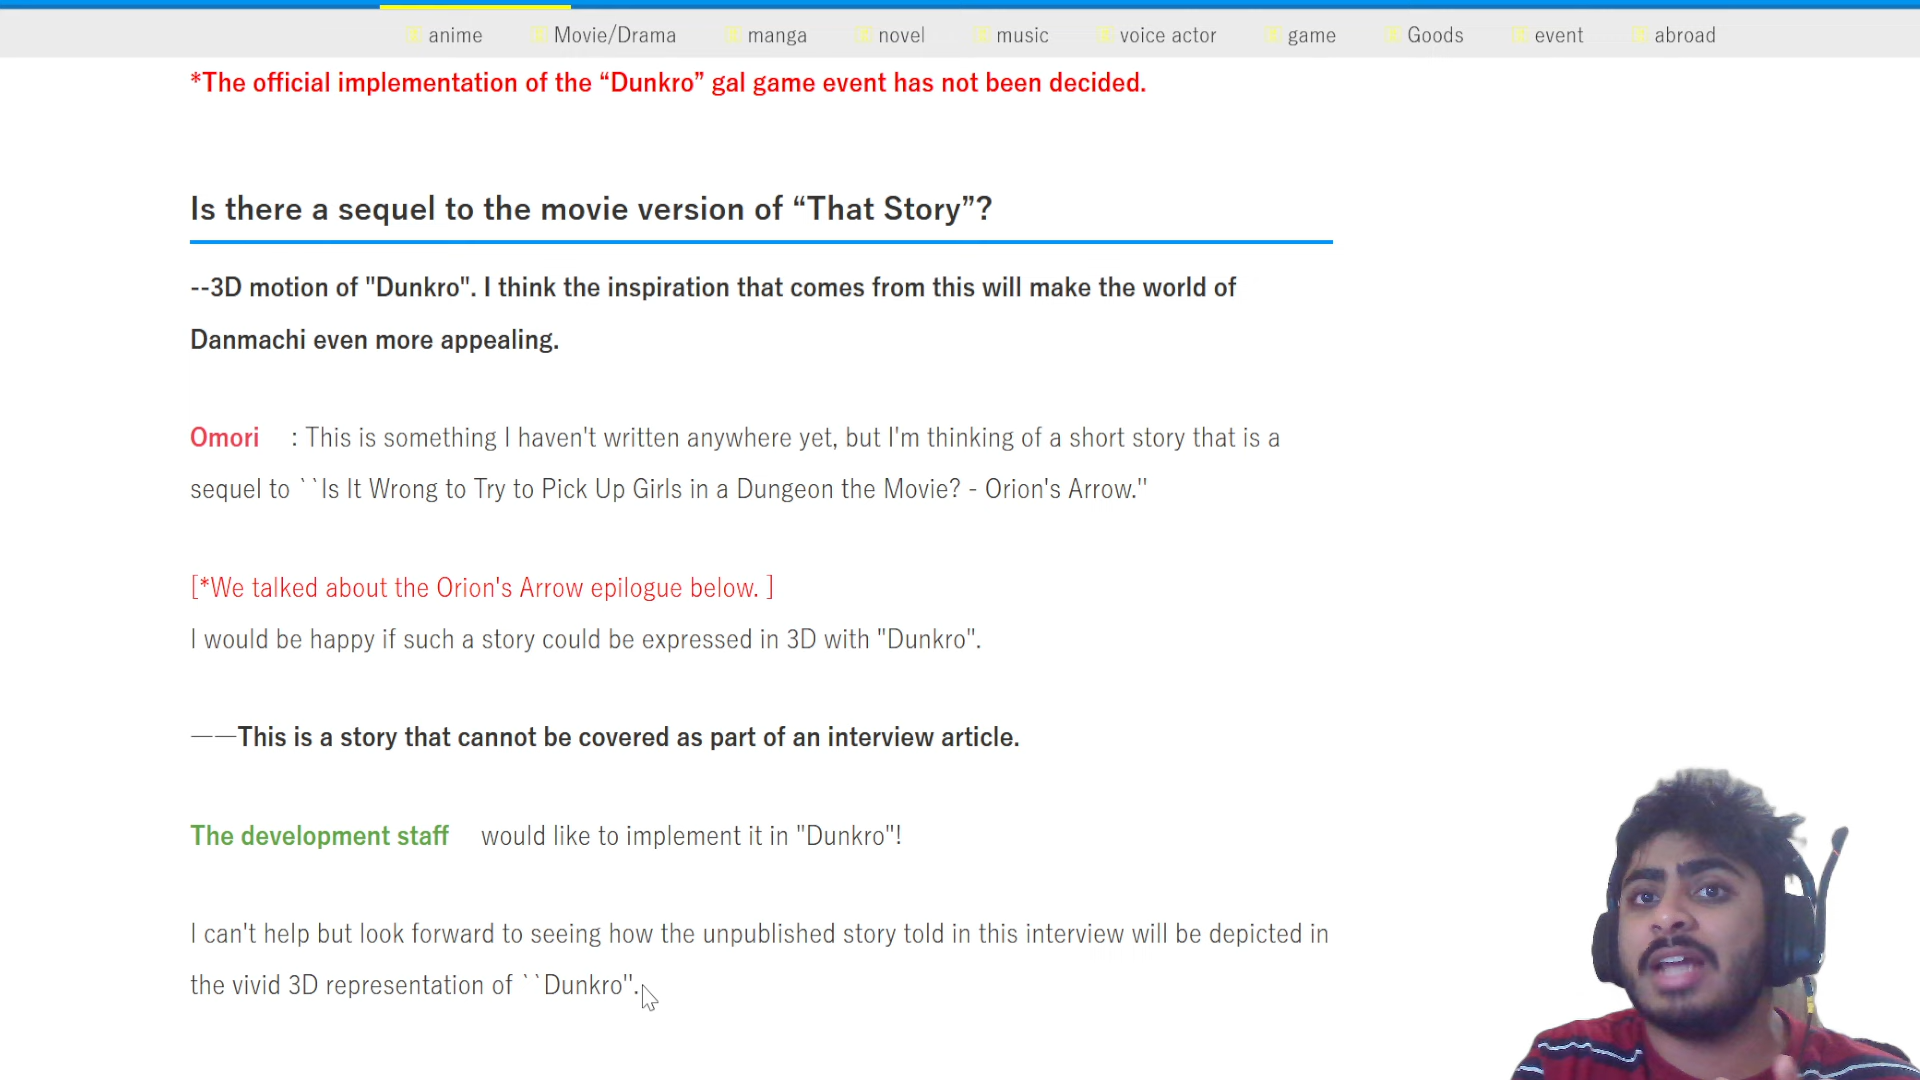 anime Movie/Drama manga novel music voice actor game Goods event abroad
*The official implementation of the “Dunkro” gal game event has not been decided.
Is there a sequel to the movie version of “That Story”?
--3D motion of "Dunkro". I think the inspiration that comes from this will make the world of
Danmachi even more appealing.
Omori : This is something I haven't written anywhere yet, but I'm thinking of a short story that is a
sequel to ``Is It Wrong to Try to Pick Up Girls in a Dungeon the Movie? - Orion's Arrow.''
[*We talked about the Orion's Arrow epilogue below. ]
I would be happy if such a story could be expressed in 3D with "Dunkro".
――This is a story that cannot be covered as part of an interview article.
The development staff would like to implement it in "Dunkro"!
I can't help but look forward to seeing how the unpublished story told in this interview will be depicted in
the vivid 3D representation of ``Dunkro''.